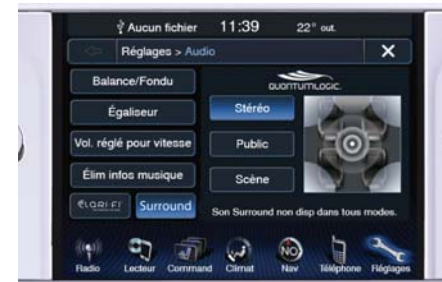 Aucun fichier 11:39 22° out.
Réglages > Audio X
Balance/Fondu
QUANTUMLOGIC
Égaliseur
Stéréo
Vol. réglé pour vitesse
Public
Élim infos musique
Scène
CLARI-FI
Surround
Son Surround non disp dans tous modes.
Radio Lecteur Command Climat Nav Téléphone Réglages
NO